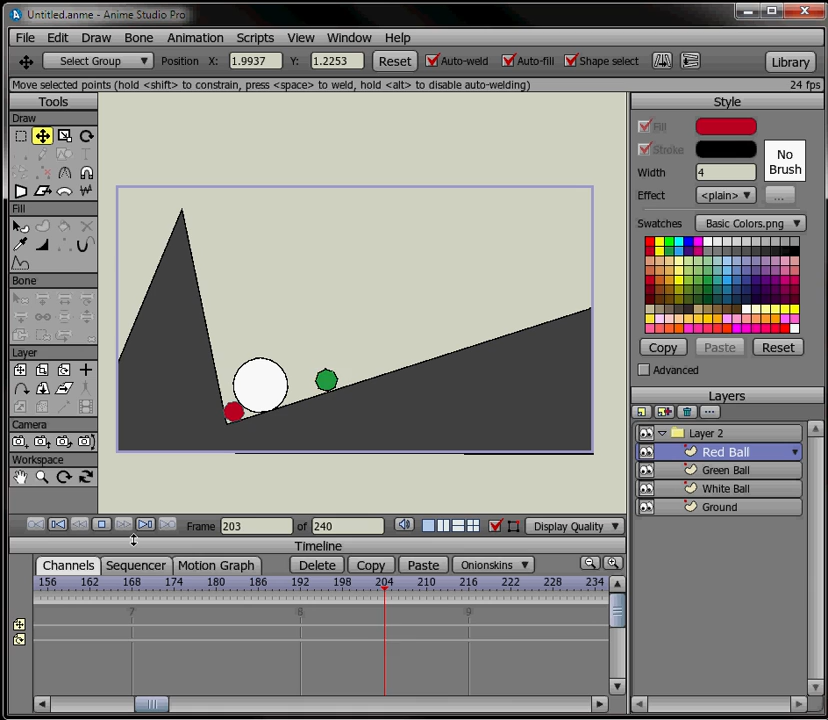 Untitled.anme - Anime Studio Pro
File Edit Draw Bone Animation Scripts View Window Help
Select Group Position X: 1.9937 Y: 1.2253 Reset Auto-weld Auto-fill Shape select Library
Move selected points (hold <shift> to constrain, press <space> to weld, hold <alt> to disable auto-welding) 24 fps
Tools
Draw
Fill
Bone
Layer
Camera
Workspace
Style
Fill
Stroke
No
Brush
Width 4
Effect <plain> ...
Swatches Basic Colors.png
Copy Paste Reset
Advanced
Layers
Layer 2
Red Ball
Green Ball
White Ball
Ground
Frame 203 of 240 Display Quality
Timeline
Channels Sequencer Motion Graph Delete Copy Paste Onionskins
156 162 168 174 180 186 192 198 204 210 216 222 228 234
7 8 9